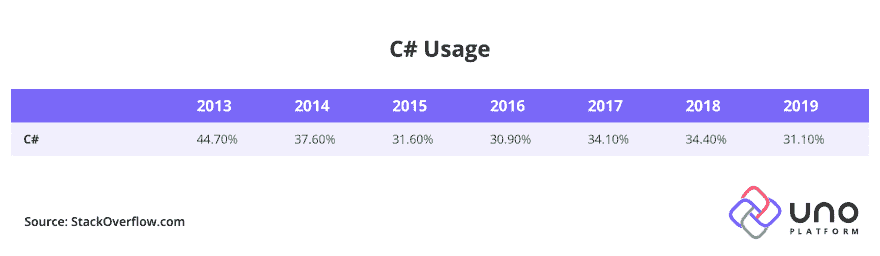 C# Usage
2013 2014 2015 2016 2017 2018 2019
C# 44.70% 37.60% 31.60% 30.90% 34.10% 34.40% 31.10%
Source: StackOverflow.com
uno
PLATFORM